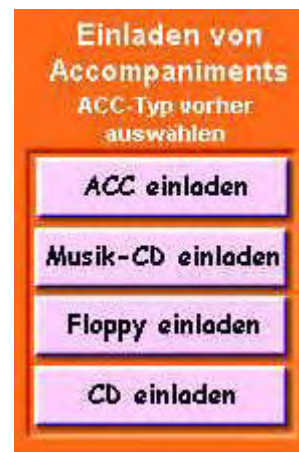 Einladen von
Accompaniments
ACC-Typ vorher
auswählen
ACC einladen
Musik-CD einladen
Floppy einladen
CD einladen